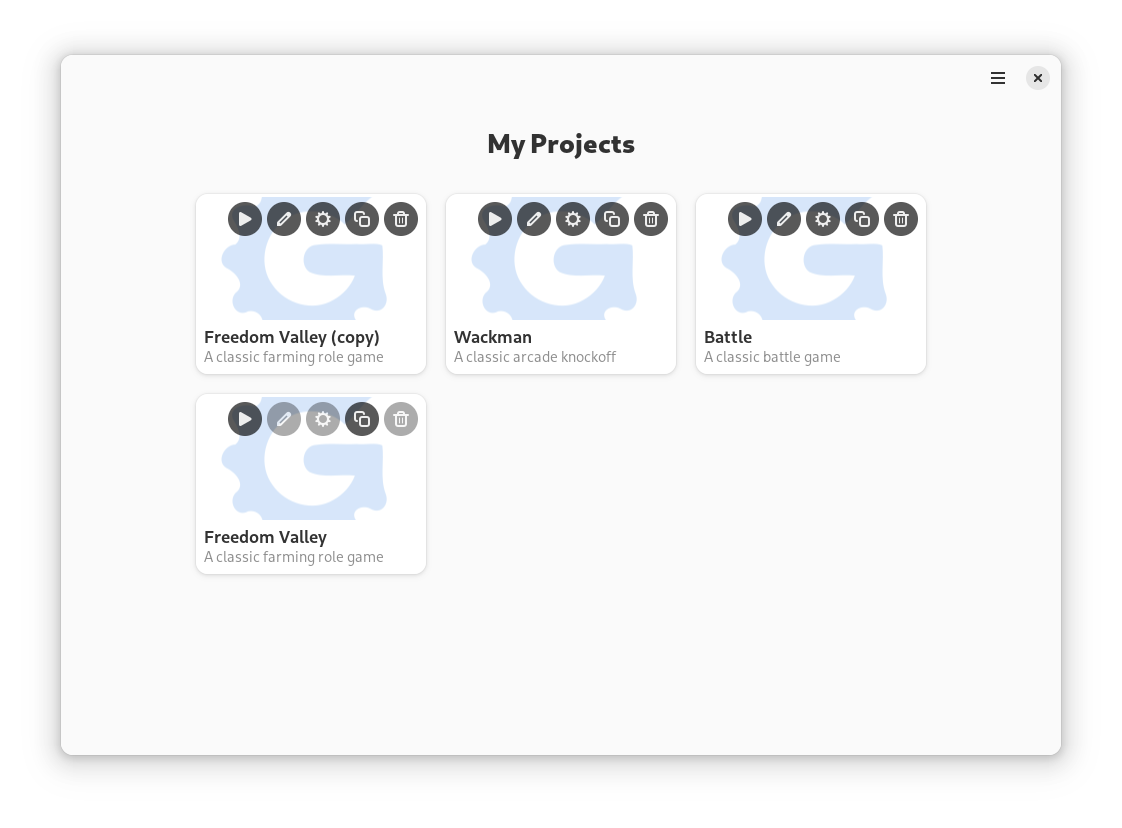 My Projects
Freedom Valley (copy)
A classic farming role game
Wackman
A classic arcade knockoff
Battle
A classic battle game
Freedom Valley
A classic farming role game